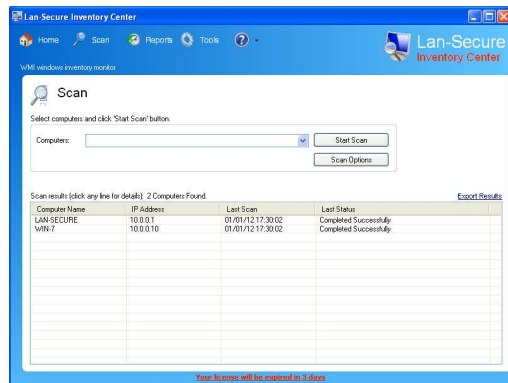 Lan-Secure Inventory Center
Home Scan Reports Tools ?
Lan-Secure
Inventory Center
WMI windows inventory monitor
Scan
Select computers and click 'Start Scan' button.
Computers: Start Scan
Scan Options
Scan results (click any line for details): 2 Computers Found. Export Results
Computer Name IP Address Last Scan Last Status
LAN-SECURE 10.0.0.1 01/01/12 17:30:02 Completed Successfully
WIN-7 10.0.0.10 01/01/12 17:30:02 Completed Successfully
Your license will be expired in 3 days